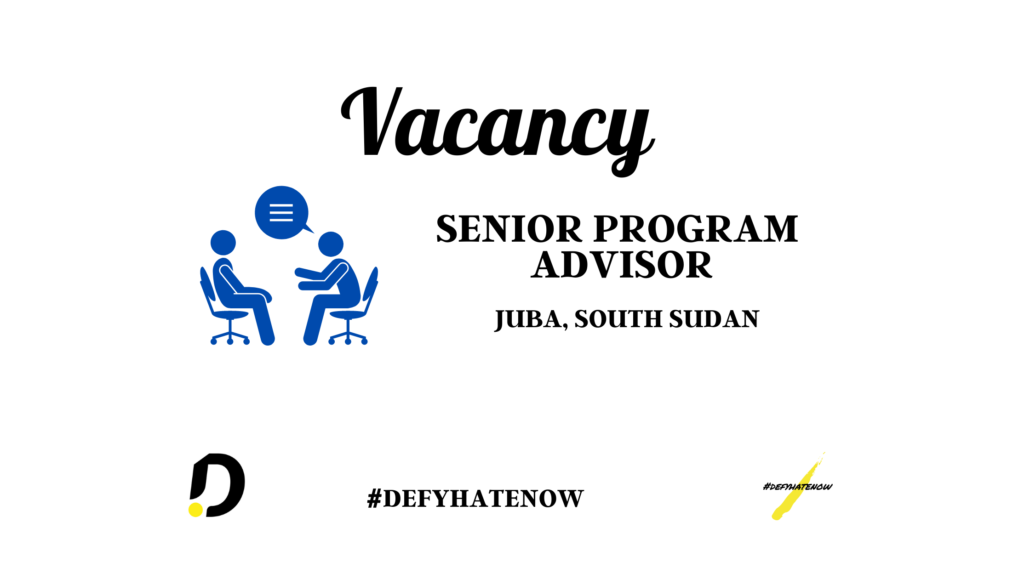 Vacancy
SENIOR PROGRAM
ADVISOR
JUBA, SOUTH SUDAN
#DEFYHATENOW
#DEFYHATENOW